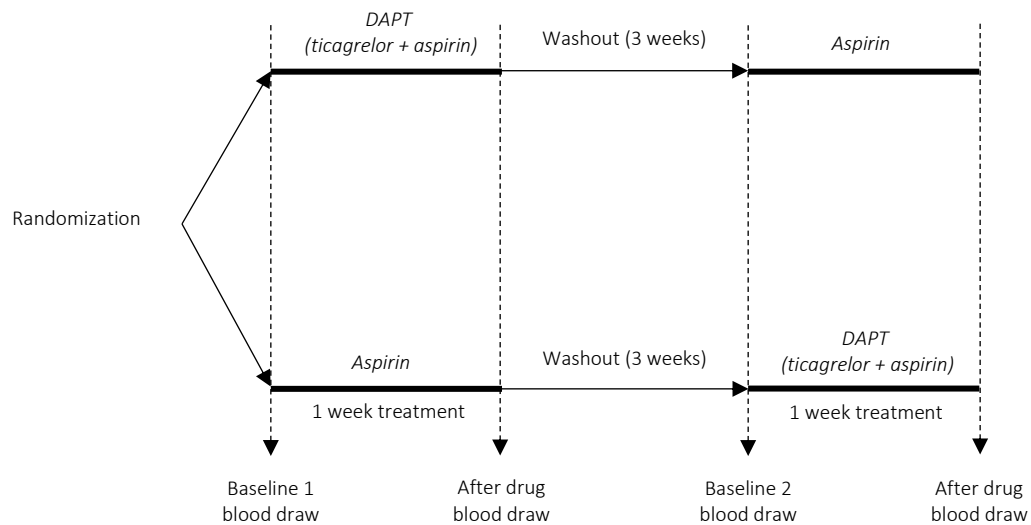 DAPT
(ticagrelor + aspirin)
Washout (3 weeks)
Aspirin
Randomization
Aspirin
Washout (3 weeks)
DAPT
(ticagrelor + aspirin)
1 week treatment
1 week treatment
Baseline 1
blood draw
After drug
blood draw
Baseline 2
blood draw
After drug
blood draw